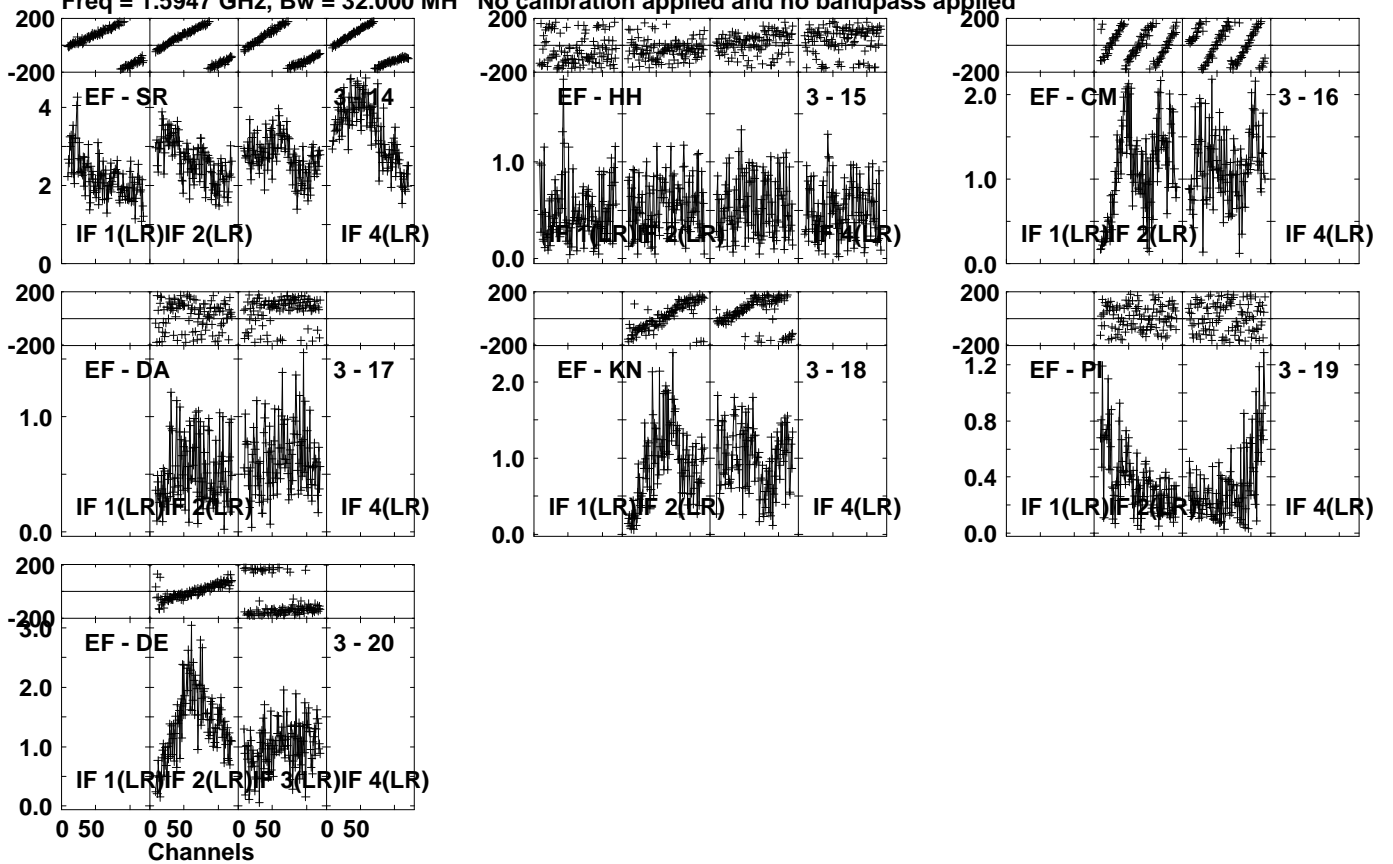 Freq = 1.5947 GHz, Bw = 32.000 MH No calibration applied and no bandpass applied
200
-200
EF - SR 3 - 14
4
2
0
IF 1(LR) IF 2(LR) IF 4(LR)
200
-200
EF - HH 3 - 15
1.0
0.0
IF 1(LR) IF 2(LR) IF 4(LR)
200
-200
EF - CM 3 - 16
2.0
1.0
0.0
IF 1(LR) IF 2(LR) IF 4(LR)
200
-200
EF - DA 3 - 17
1.0
0.0
IF 1(LR) IF 2(LR) IF 4(LR)
200
-200
EF - KN 3 - 18
2.0
1.0
0.0
IF 1(LR) IF 2(LR) IF 4(LR)
200
-200
EF - PI 3 - 19
1.2
0.8
0.4
0.0
IF 1(LR) IF 2(LR) IF 4(LR)
200
-200
3.0
EF - DE 3 - 20
2.0
1.0
0.0
IF 1(LR) IF 2(LR) IF 3(LR) IF 4(LR)
0 50 0 50 0 50 0 50
Channels